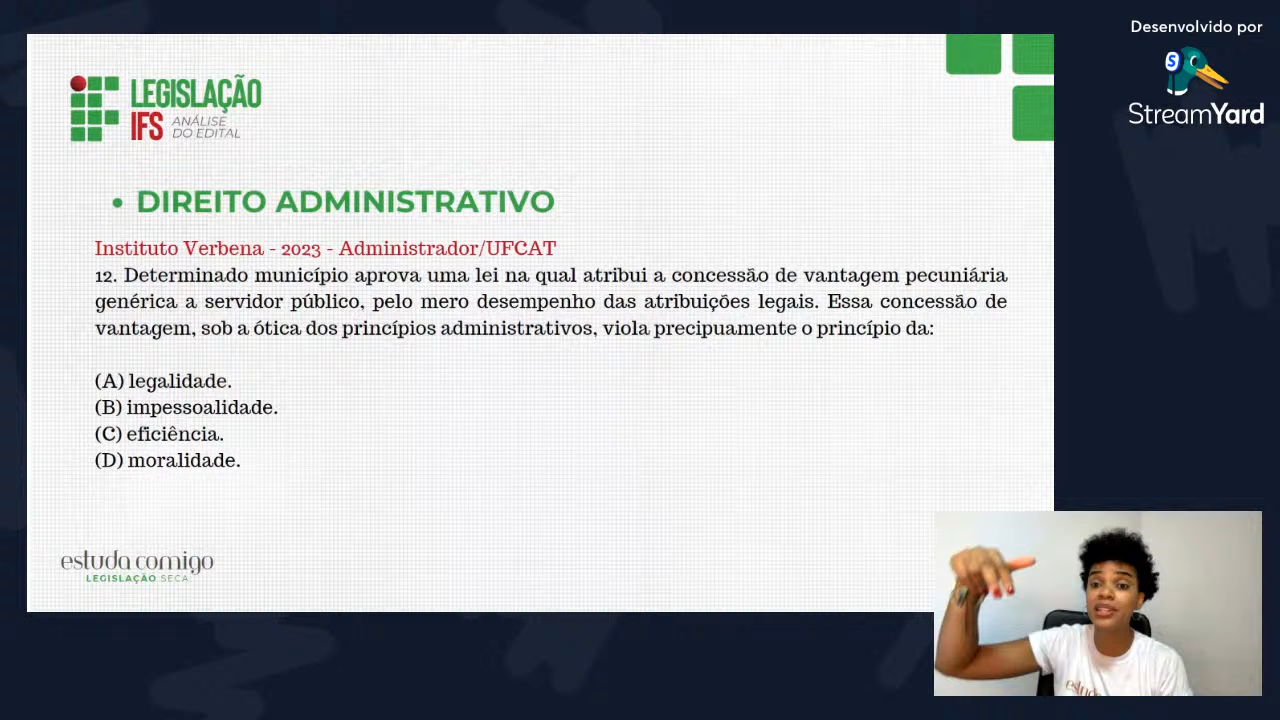 Desenvolvido por
StreamYard
LEGISLAÇÃO
IFS ANÁLISE
DO EDITAL
• DIREITO ADMINISTRATIVO
Instituto Verbena - 2023 - Administrador/UFCAT
12. Determinado município aprova uma lei na qual atribui a concessão de vantagem pecuniária
genérica a servidor público, pelo mero desempenho das atribuições legais. Essa concessão de
vantagem, sob a ótica dos princípios administrativos, viola precipuamente o princípio da:
(A) legalidade.
(B) impessoalidade.
(C) eficiência.
(D) moralidade.
estuda comigo
LEGISLAÇÃO SECA